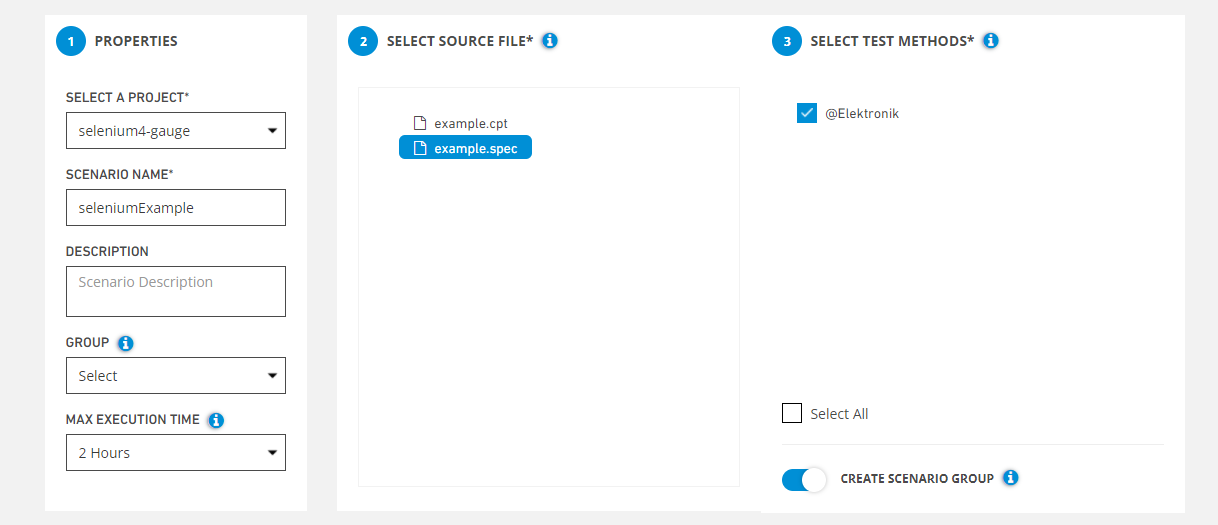 1 PROPERTIES
SELECT A PROJECT*
selenium4-gauge
SCENARIO NAME*
seleniumExample
DESCRIPTION
Scenario Description
GROUP
Select
MAX EXECUTION TIME
2 Hours
2 SELECT SOURCE FILE*
example.cpt
example.spec
3 SELECT TEST METHODS*
@Elektronik
Select All
CREATE SCENARIO GROUP